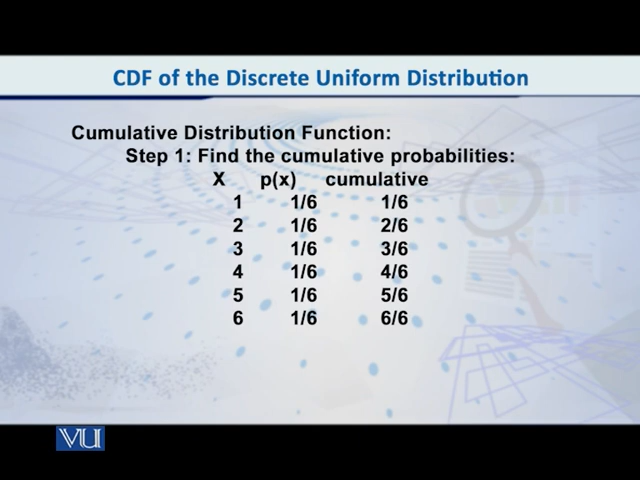 CDF of the Discrete Uniform Distribution
Cumulative Distribution Function:
Step 1: Find the cumulative probabilities:
X p(x) cumulative
1 1/6 1/6
2 1/6 2/6
3 1/6 3/6
4 1/6 4/6
5 1/6 5/6
6 1/6 6/6
VU